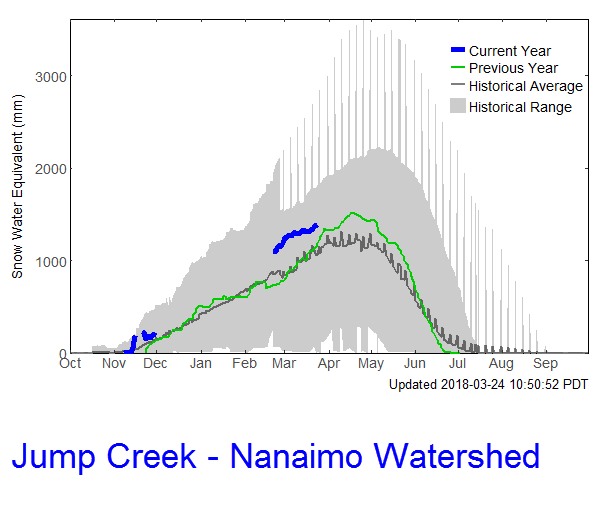 Current Year
Previous Year
Historical Average
Historical Range
Snow Water Equivalent (mm)
3000
2000
1000
0
Oct Nov Dec Jan Feb Mar Apr May Jun Jul Aug Sep
Updated 2018-03-24 10:50:52 PDT
Jump Creek - Nanaimo Watershed